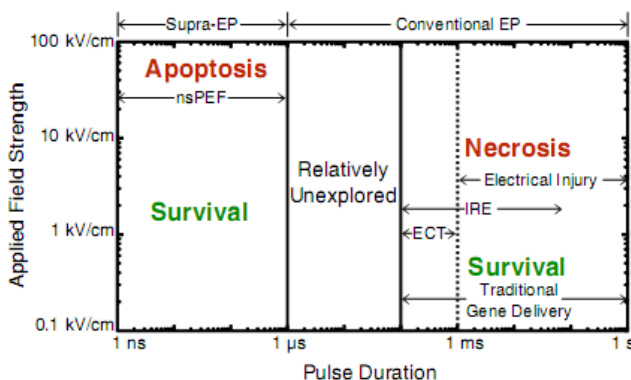 Supra-EP
Conventional EP
100 kV/cm
Apoptosis
nsPEF
10 kV/cm
Necrosis
Relatively
Unexplored
Electrical Injury
Survival
IRE
1 kV/cm
ECT
Survival
Traditional
Gene Delivery
0.1 kV/cm
1 ns
1 µs
1 ms
1 s
Pulse Duration
Applied Field Strength